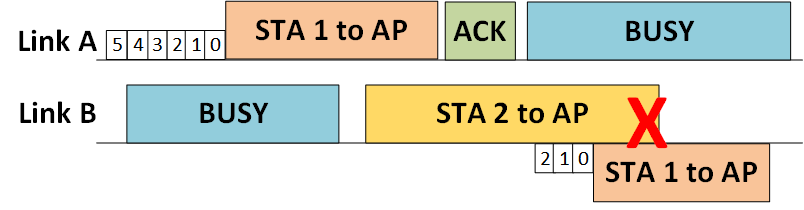 Link A 5 4 3 2 1 0 STA 1 to AP ACK BUSY
Link B BUSY STA 2 to AP X
2 1 0 STA 1 to AP